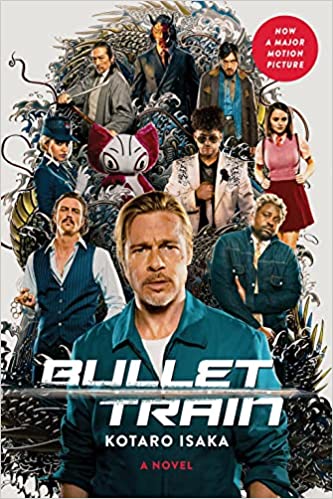 NOW
A MAJOR
MOTION
PICTURE
BULLET
TRAIN
KOTARO ISAKA
A NOVEL